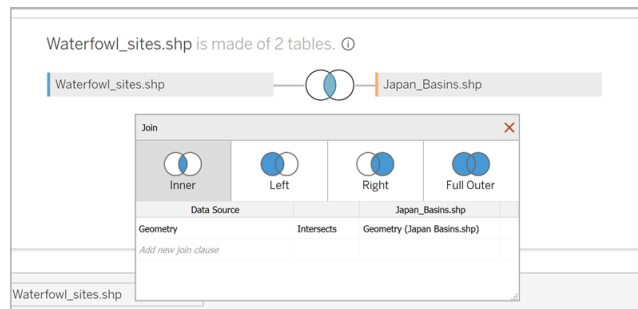 Waterfowl_sites.shp is made of 2 tables. ⓘ
Waterfowl_sites.shp Japan_Basins.shp
Join
Inner Left Right Full Outer
Data Source Japan_Basins.shp
Geometry Intersects Geometry (Japan Basins.shp)
Add new join clause
Waterfowl_sites.shp